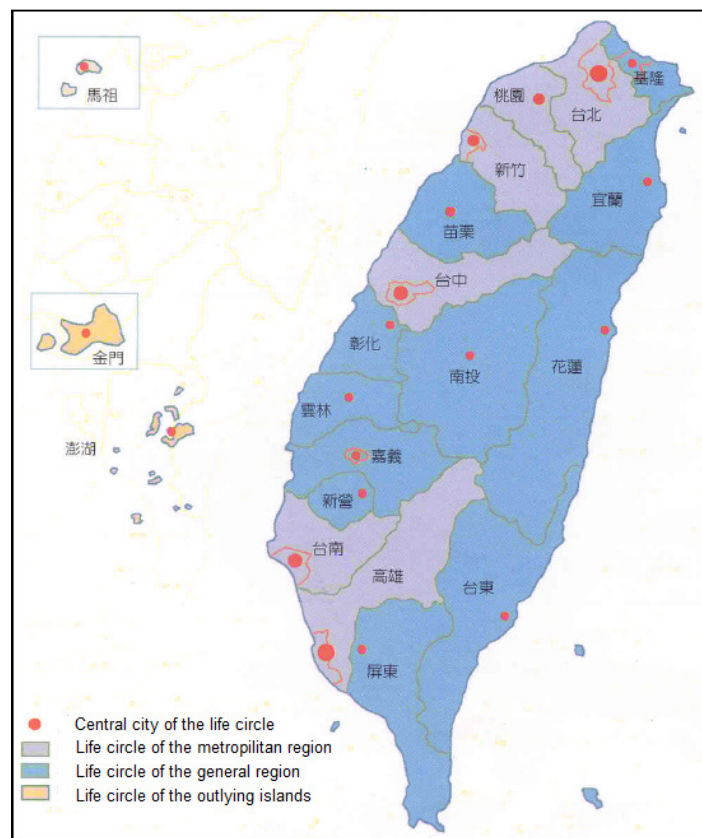 馬祖
基隆
桃園
台北
新竹
宜蘭
苗栗
台中
金門
彰化
花蓮
南投
雲林
澎湖
嘉義
新營
台南
高雄
台東
屏東
Central city of the life circle
Life circle of the metroplitan region
Life circle of the general region
Life circle of the outlying islands